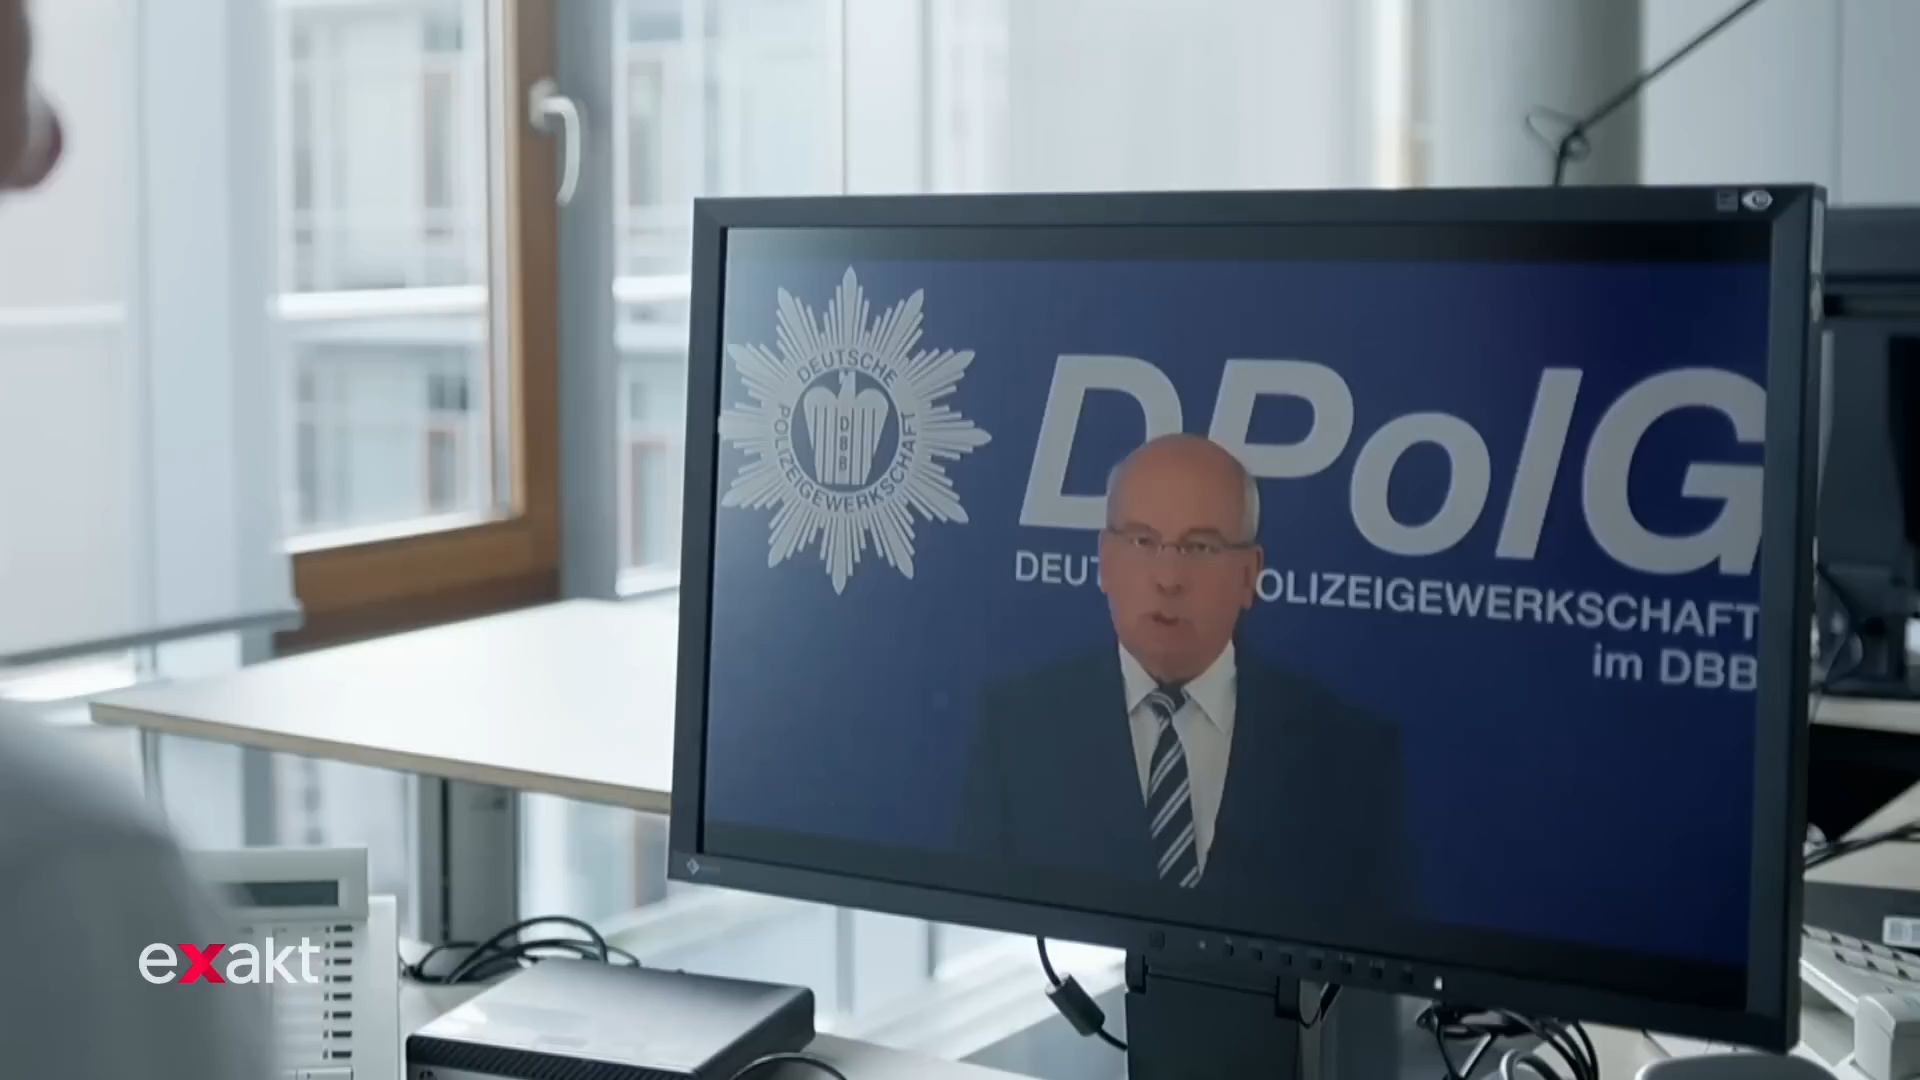 DEUTSCHE
POLIZEIGEWERKSCHAFT
DBB
DPolG
DEUT
OLIZEIGEWERKSCHAFT
im DBB
exakt